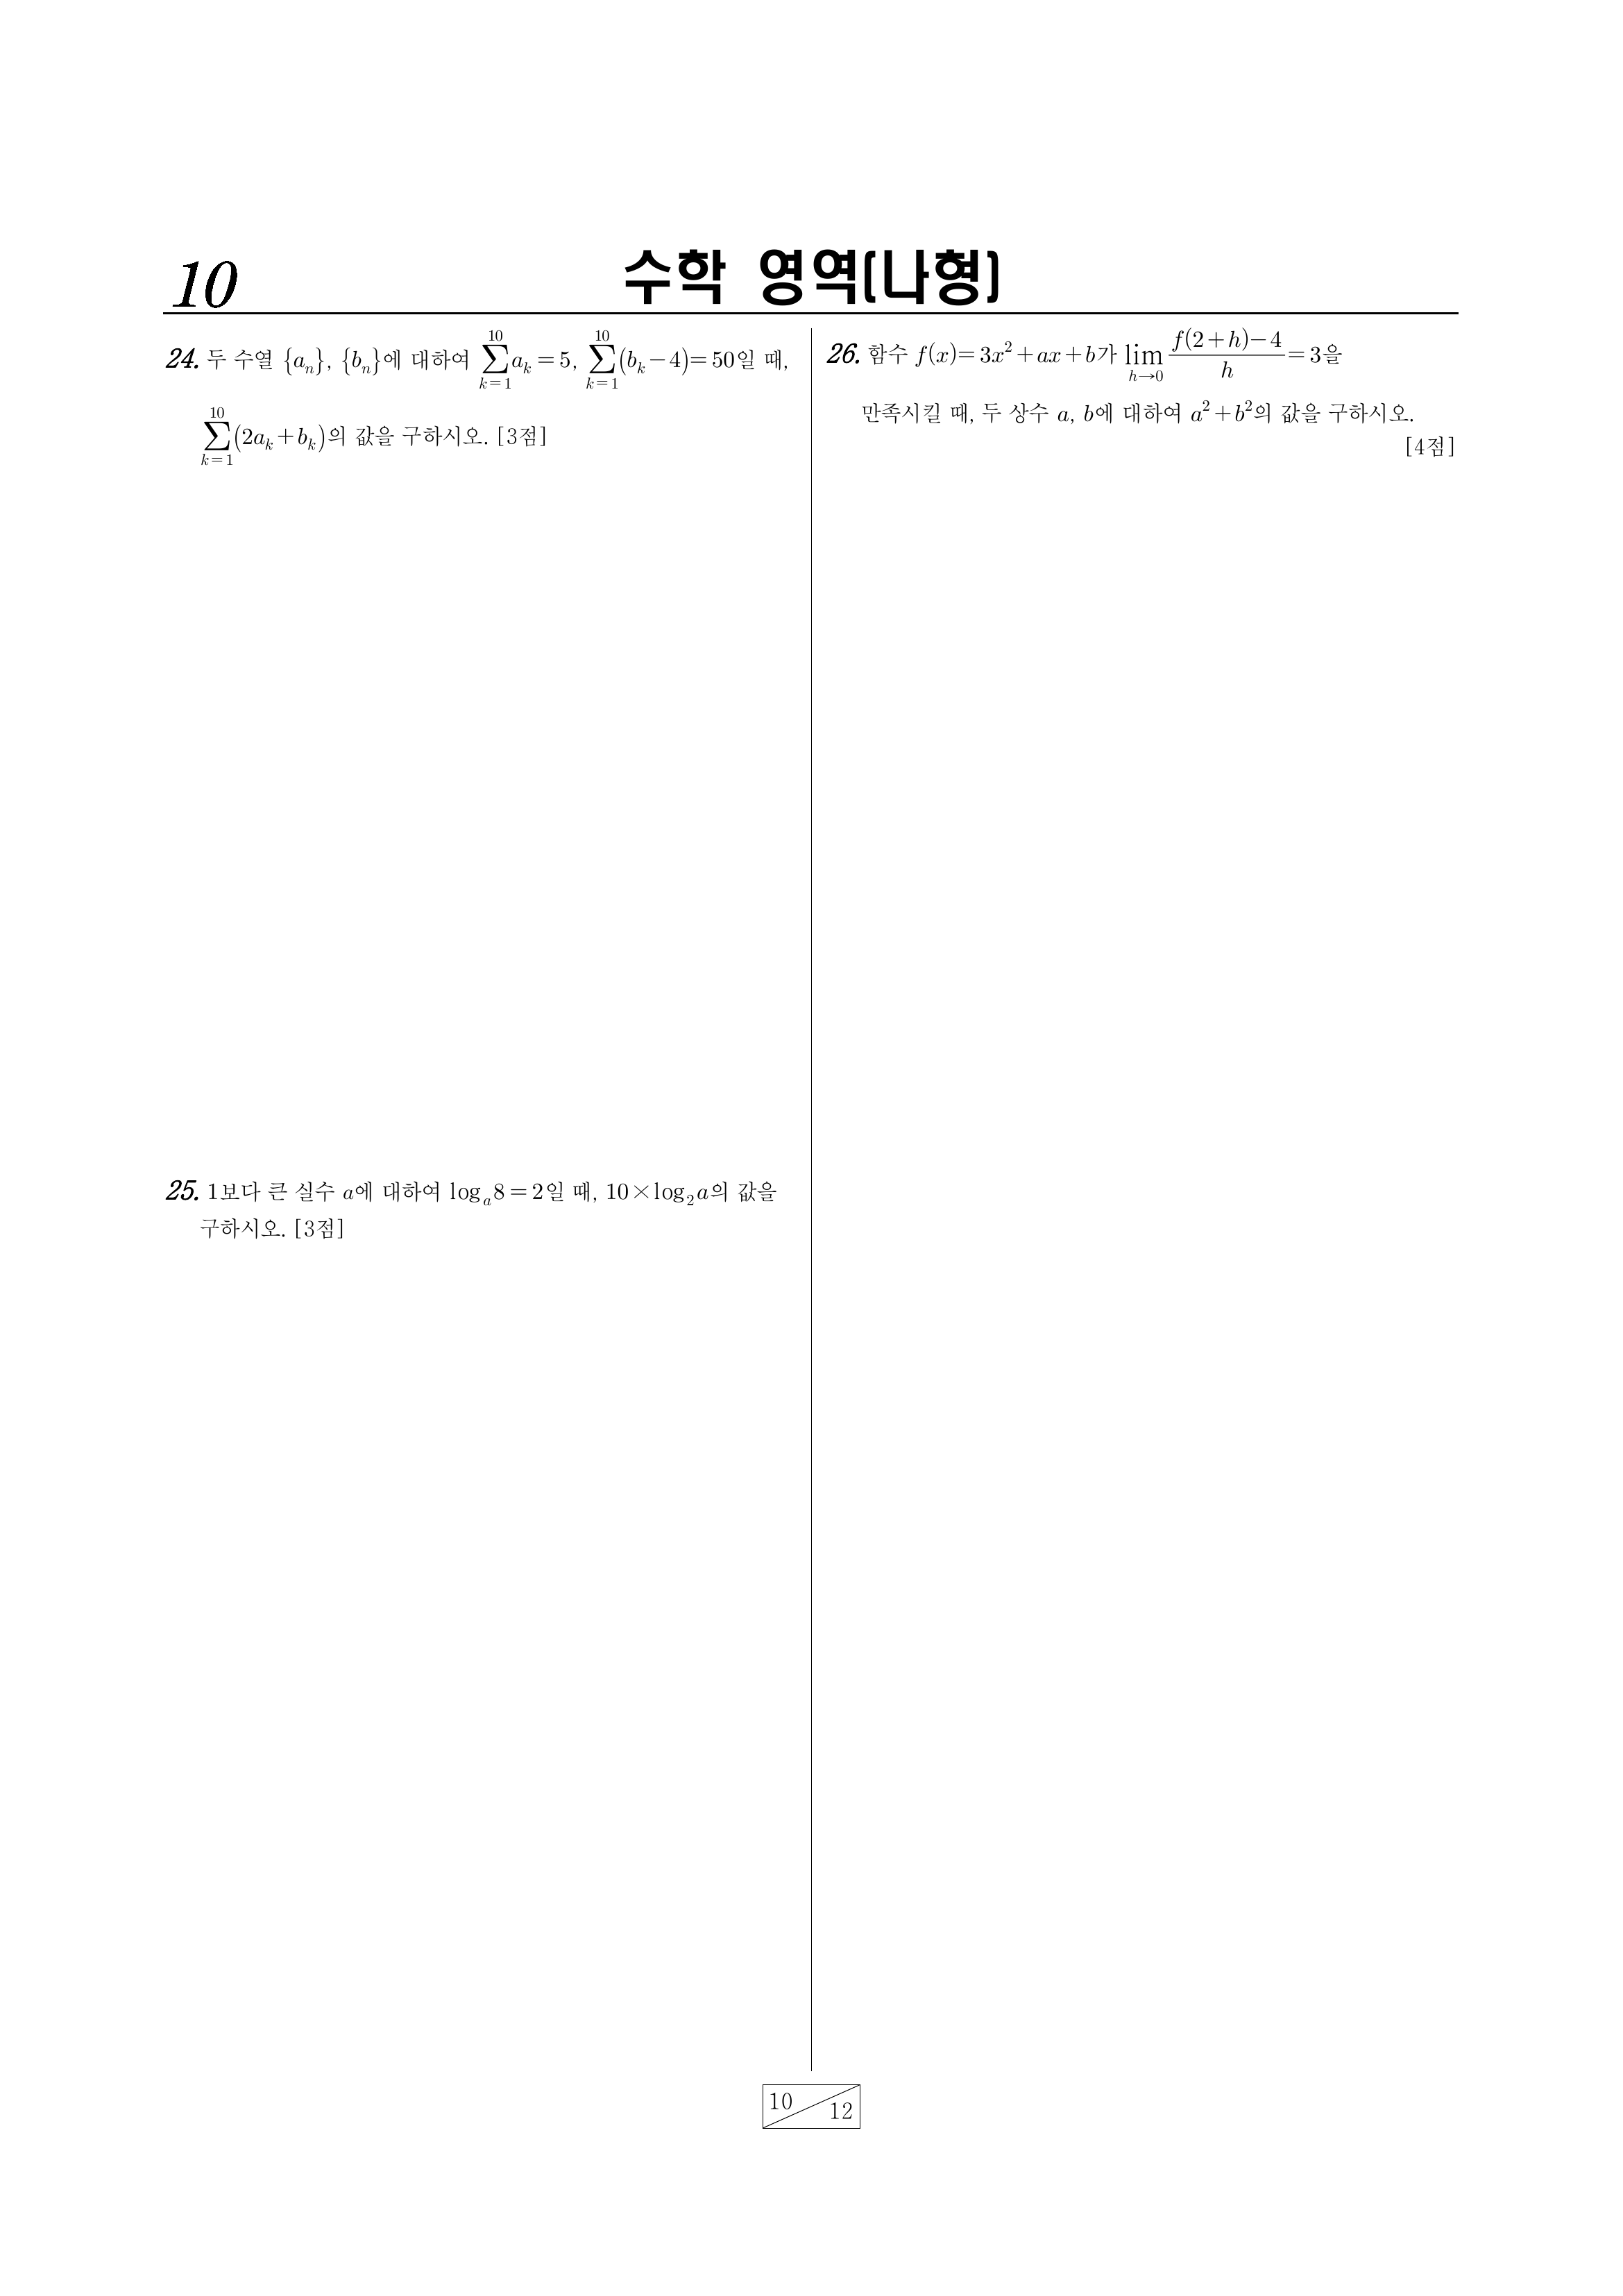 10
수학 영역(나형)
24. 두 수열 {aₙ}, {bₙ}에 대하여 $\sum_{k=1}^{10} a_k = 5$, $\sum_{k=1}^{10} (b_k - 4) = 50$일 때,
$\sum_{k=1}^{10} (2a_k + b_k)$의 값을 구하시오. [3점]
25. 1보다 큰 실수 a에 대하여 $\log_a 8 = 2$일 때, $10 \times \log_2 a$의 값을
구하시오. [3점]
26. 함수 $f(x) = 3x^2 + ax + b$가 $\lim_{h \to 0} \frac{f(2+h)-4}{h} = 3$을
만족시킬 때, 두 상수 a, b에 대하여 $a^2 + b^2$의 값을 구하시오.
[4점]
10
12